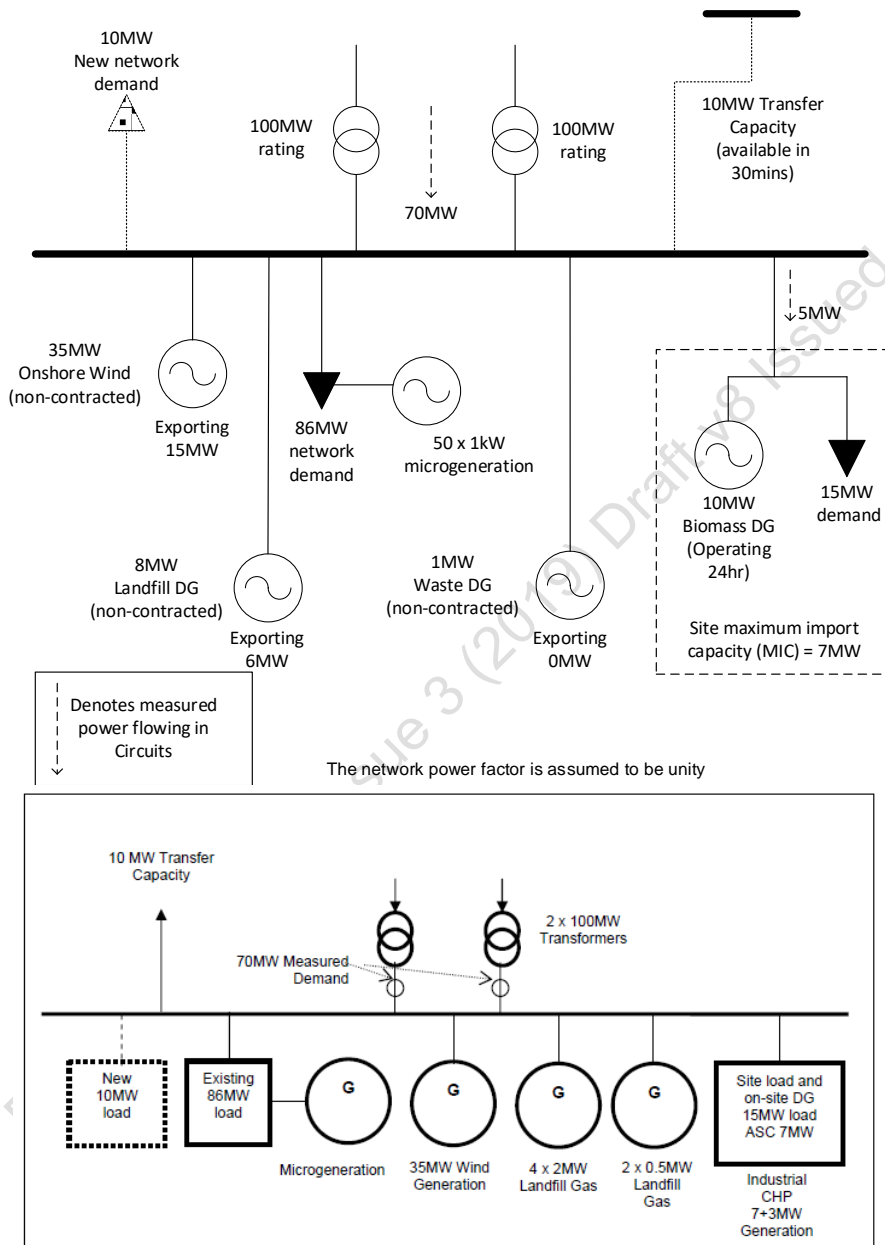 10MW
New network
demand
100MW
rating
70MW
100MW
rating
10MW Transfer
Capacity
(available in
30mins)
35MW
Onshore Wind
(non-contracted)
Exporting
15MW
86MW
network
demand
50 x 1kW
microgeneration
5MW
10MW
Biomass DG
(Operating
24hr)
15MW
demand
Site maximum import
capacity (MIC) = 7MW
8MW
Landfill DG
(non-contracted)
Exporting
6MW
1MW
Waste DG
(non-contracted)
Exporting
0MW
Denotes measured
power flowing in
Circuits
sue 3 (2019) Draft v8 Issued
The network power factor is assumed to be unity
10 MW Transfer
Capacity
70MW Measured
Demand
2 x 100MW
Transformers
New
10MW
load
Existing
86MW
load
G
Microgeneration
G
35MW Wind
Generation
G
4 x 2MW
Landfill Gas
G
2 x 0.5MW
Landfill
Gas
Site load and
on-site DG
15MW load
ASC 7MW
Industrial
CHP
7+3MW
Generation